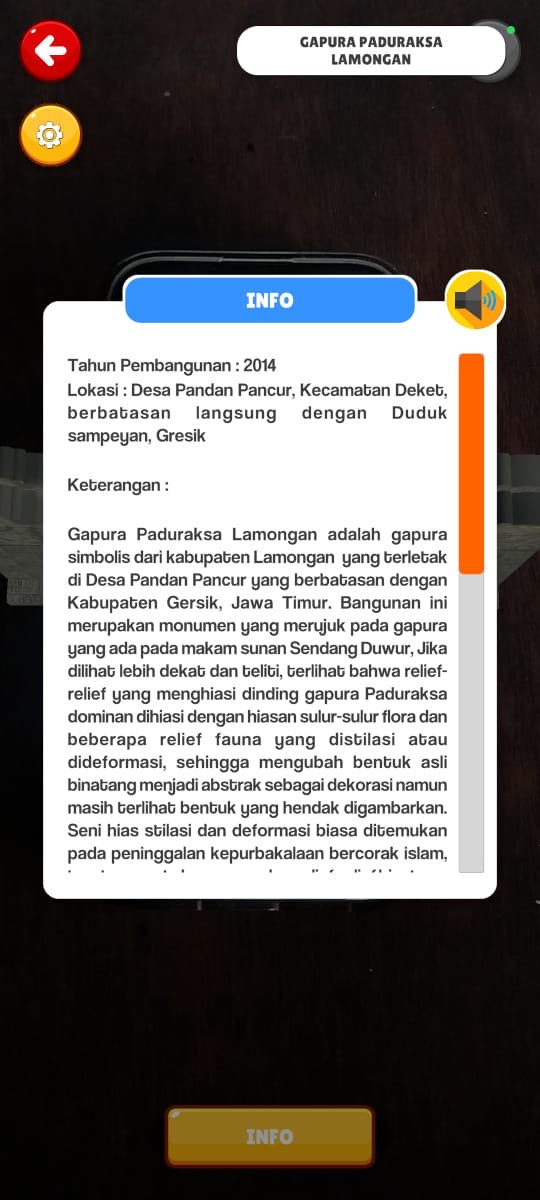 GAPURA PADURAKSA
LAMONGAN
INFO
Tahun Pembangunan : 2014
Lokasi : Desa Pandan Pancur, Kecamatan Deket,
berbatasan langsung dengan Duduk
sampeyan, Gresik
Keterangan :
Gapura Paduraksa Lamongan adalah gapura
simbolis dari kabupaten Lamongan yang terletak
di Desa Pandan Pancur yang berbatasan dengan
Kabupaten Gersik, Jawa Timur. Bangunan ini
merupakan monumen yang merujuk pada gapura
yang ada pada makam sunan Sendang Duwur, Jika
dilihat lebih dekat dan teliti, terlihat bahwa relief-
relief yang menghiasi dinding gapura Paduraksa
dominan dihiasi dengan hiasan sulur-sulur flora dan
beberapa relief fauna yang distilasi atau
dideformasi, sehingga mengubah bentuk asli
binatang menjadi abstrak sebagai dekorasi namun
masih terlihat bentuk yang hendak digambarkan.
Seni hias stilasi dan deformasi biasa ditemukan
pada peninggalan kepurbakalaan bercorak islam,
INFO